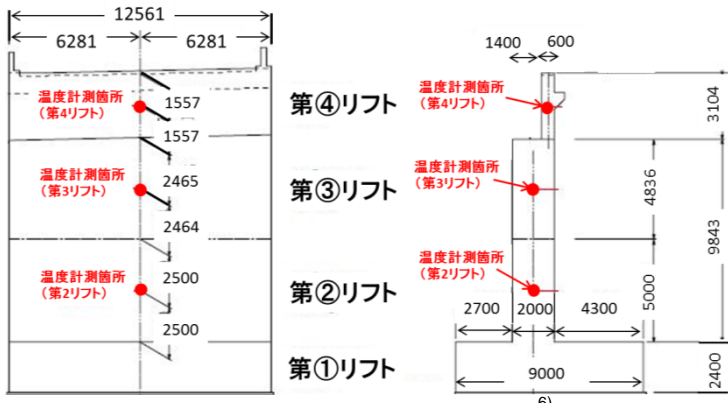 12561
6281
6281
温度計測箇所
（第4リフト）
1557
1557
温度計測箇所
（第3リフト）
2465
2464
温度計測箇所
（第2リフト）
2500
2500
第④リフト
第③リフト
第②リフト
第①リフト
1400
600
温度計測箇所
（第4リフト）
3104
温度計測箇所
（第3リフト）
4836
9843
温度計測箇所
（第2リフト）
5000
2700
2000
4300
9000
2400
6)